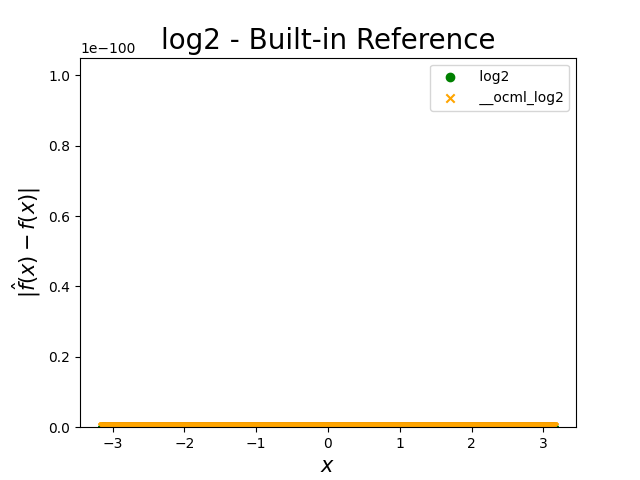 log2 - Built-in Reference
1e−100
1.0
0.8
0.6
0.4
0.2
0.0
|f̂(x) − f(x)|
log2
__ocml_log2
−3 −2 −1 0 1 2 3
x